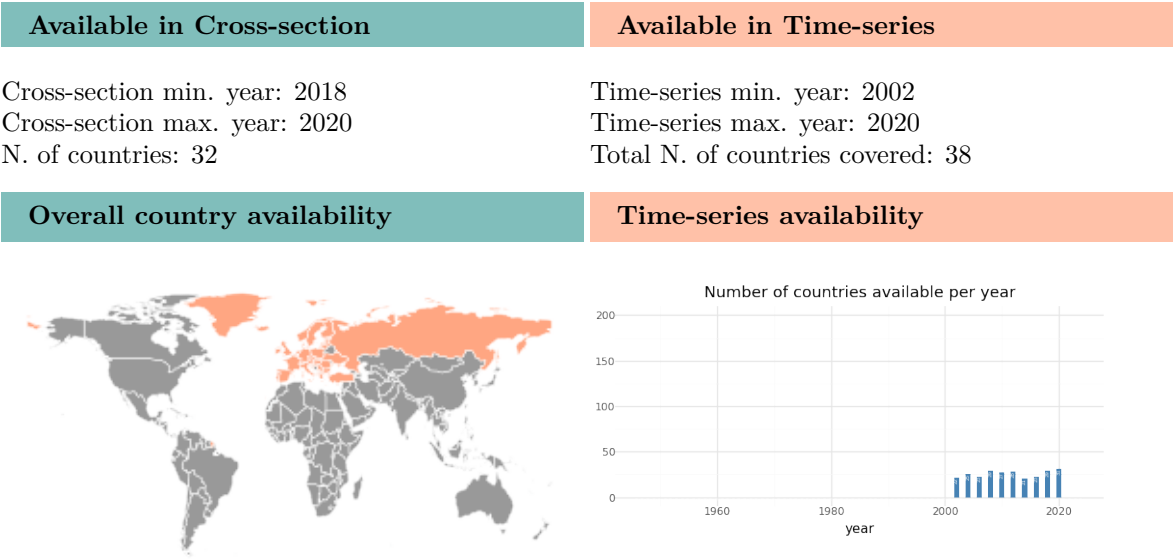 Available in Cross-section
Available in Time-series
Cross-section min. year: 2018
Cross-section max. year: 2020
N. of countries: 32
Time-series min. year: 2002
Time-series max. year: 2020
Total N. of countries covered: 38
Overall country availability
Time-series availability
Number of countries available per year
200
150
100
50
0
1960
1980
2000
2020
year